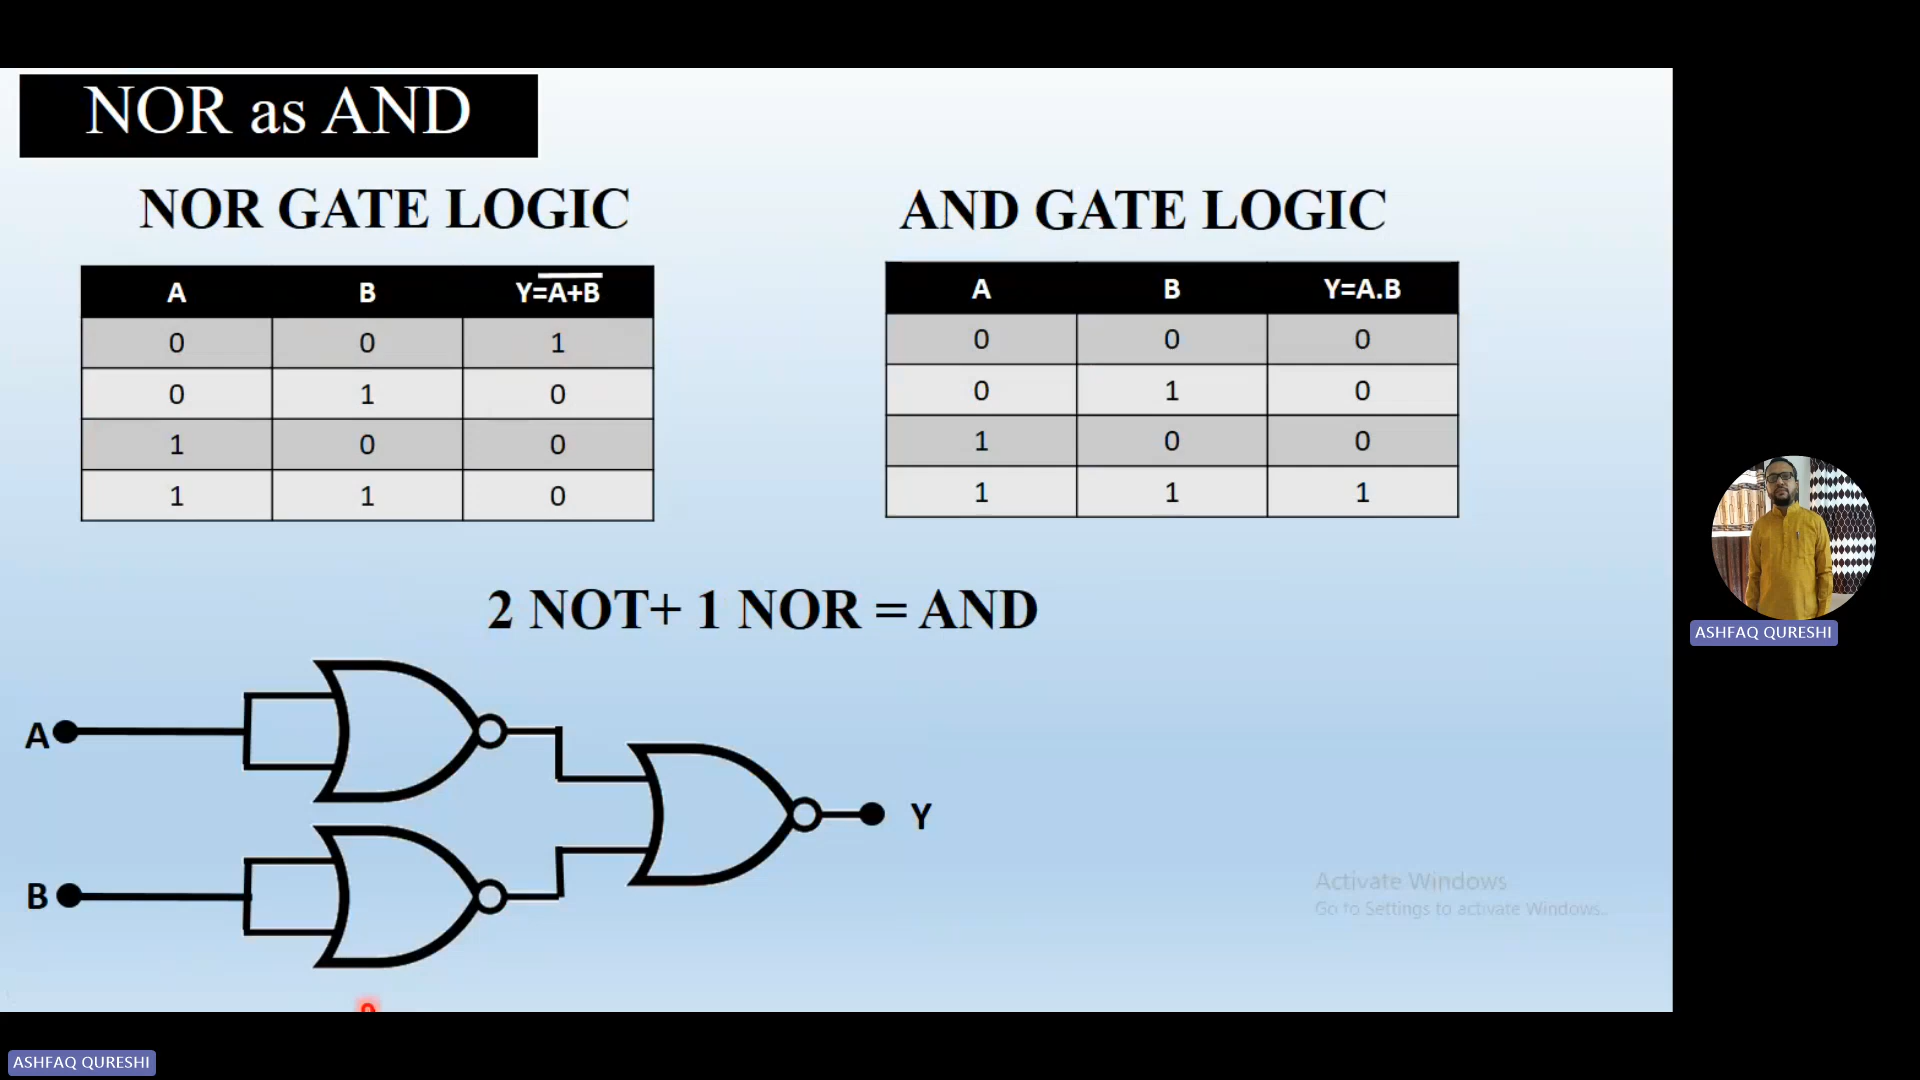 NOR as AND
NOR GATE LOGIC
AND GATE LOGIC
A B Y=A+B
0 0 1
0 1 0
1 0 0
1 1 0
A B Y=A.B
0 0 0
0 1 0
1 0 0
1 1 1
2 NOT+ 1 NOR = AND
A
B
Y
Activate Windows
Go to Settings to activate Windows.
ASHFAQ QURESHI
ASHFAQ QURESHI